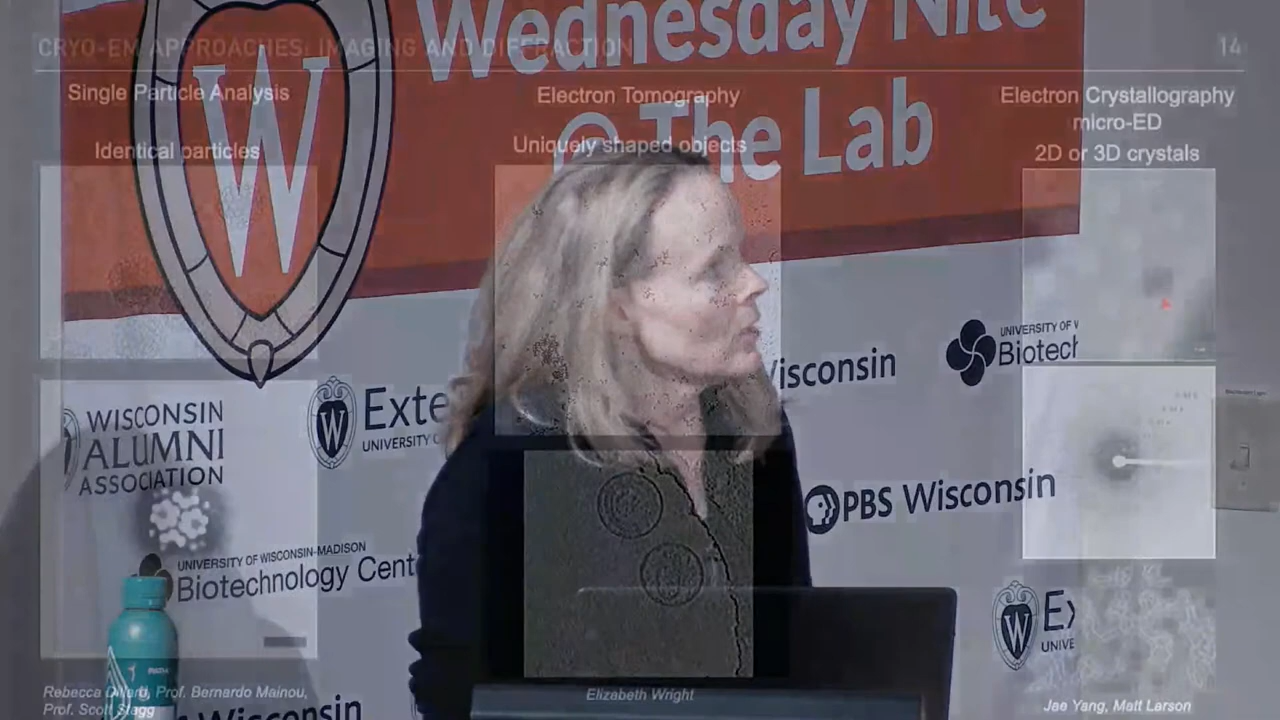 CRYO-EM APPROACHES: IMAGING AND DIFFRACTION
14
Wednesday Nite
@ The Lab
Single Particle Analysis
Identical particles
Electron Tomography
Uniquely shaped objects
Electron Crystallography
micro-ED
2D or 3D crystals
W
WISCONSIN
ALUMNI
ASSOCIATION
W
Exte
UNIVERSITY
Wisconsin
UNIVERSITY OF W
Biotech
PBS Wisconsin
UNIVERSITY OF WISCONSIN-MADISON
Biotechnology Cent
W
Ex
UNIVE
Wisconsin
Rebecca Dillard, Prof. Bernardo Mainou,
Prof. Scott Stagg
Elizabeth Wright
Jae Yang, Matt Larson